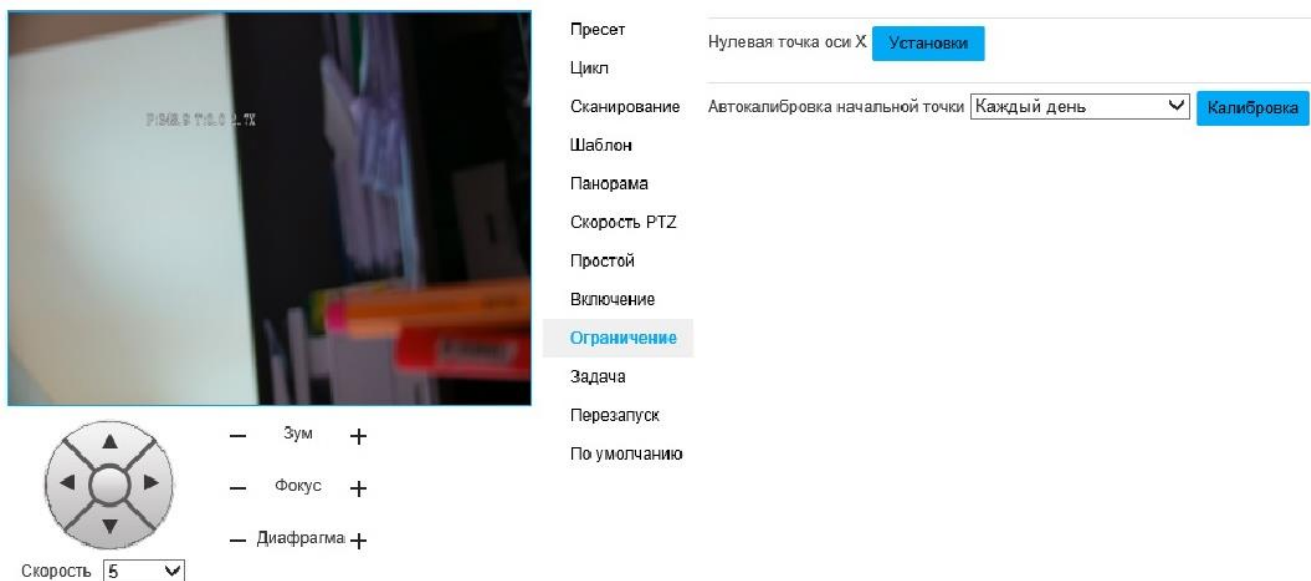 Пресет
Цикл
Сканирование
Шаблон
Панорама
Скорость PTZ
Простой
Включение
Ограничение
Задача
Перезапуск
По умолчанию
Нулевая точка оси X Установки
Автокалибровка начальной точки Каждый день Калибровка
— Зум +
— Фокус +
— Диафрагма +
Скорость 5